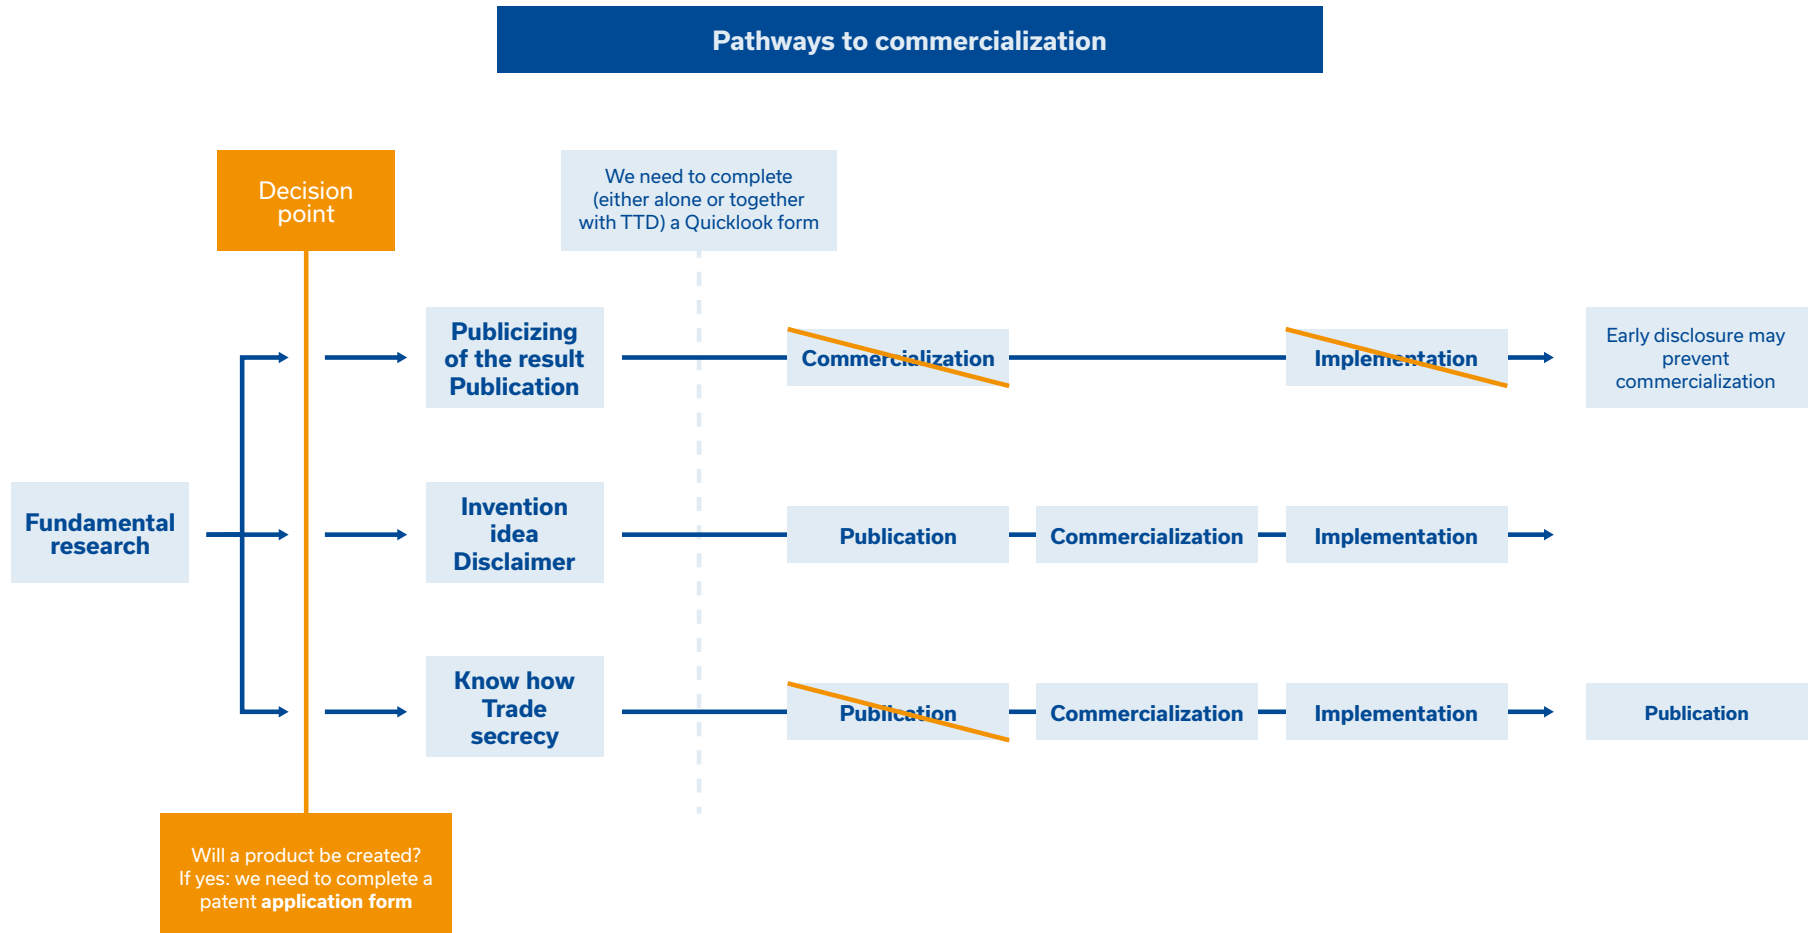 Pathways to commercialization
Decision
point
We need to complete
(either alone or together
with TTD) a Quicklook form
Publicizing
of the result
Publication
Commercialization
Implementation
Early disclosure may
prevent
commercialization
Fundamental
research
Invention
idea
Disclaimer
Publication
Commercialization
Implementation
Know how
Trade
secrecy
Publication
Commercialization
Implementation
Publication
Will a product be created?
If yes: we need to complete a
patent application form